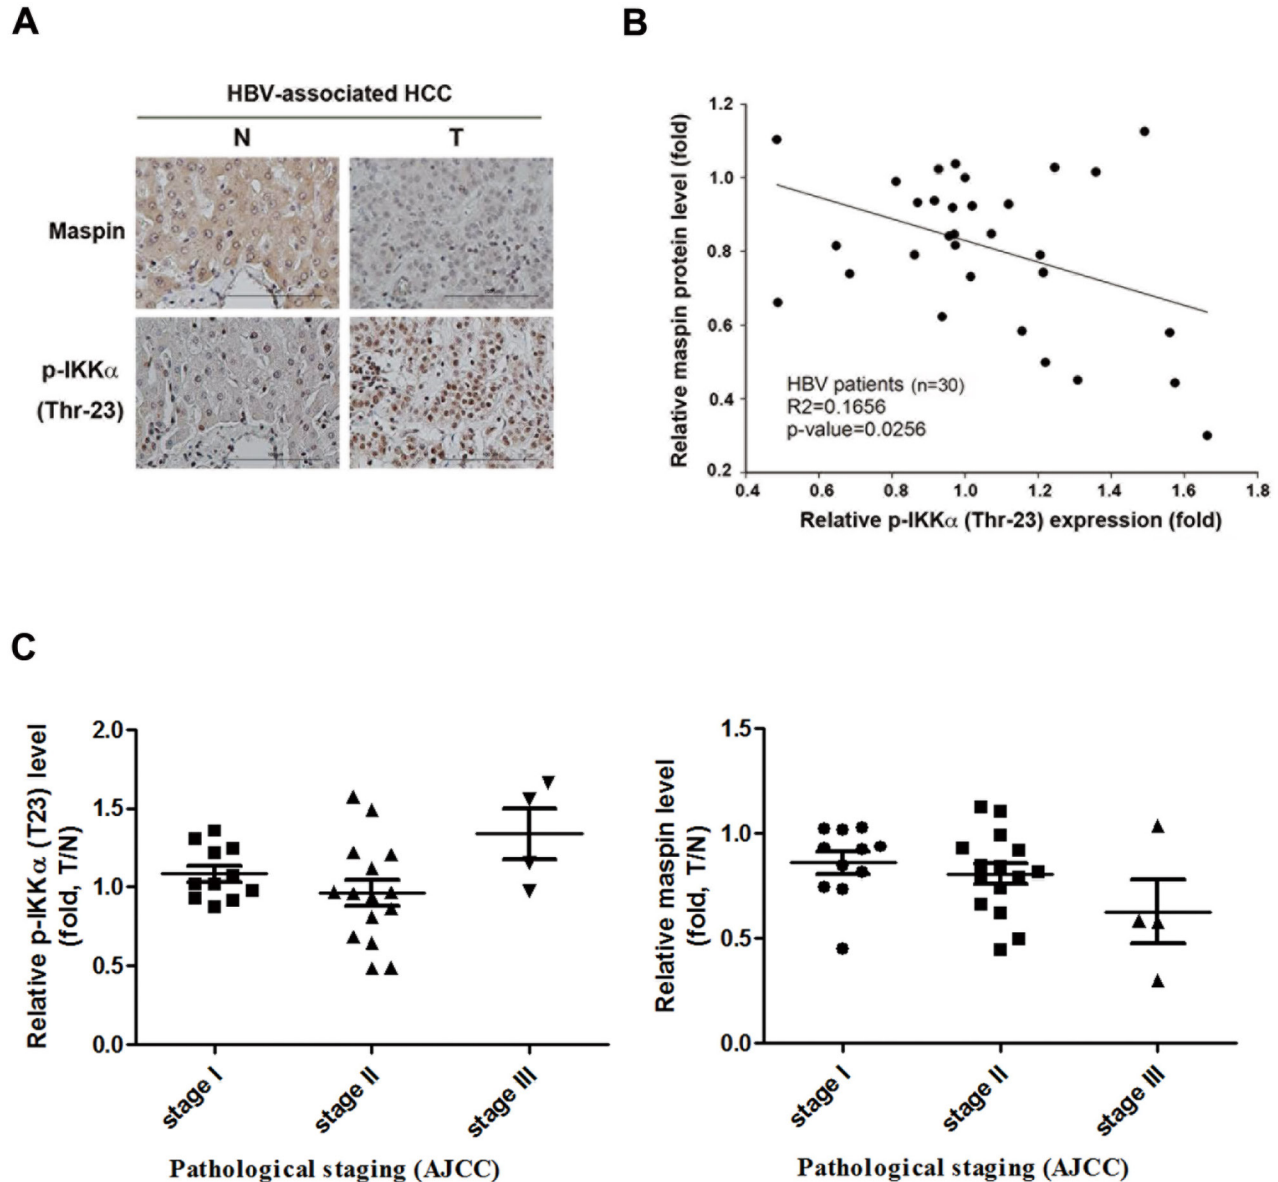 A
HBV-associated HCC
N T
Maspin
p-IKKα
(Thr-23)
B
Relative maspin protein level (fold)
1.2
1.0
0.8
0.6
0.4
0.2
HBV patients (n=30)
R2=0.1656
p-value=0.0256
0.4 0.6 0.8 1.0 1.2 1.4 1.6 1.8
Relative p-IKKα (Thr-23) expression (fold)
C
Relative p-IKKα (T23) level
(fold, T/N)
2.0
1.5
1.0
0.5
0.0
stage I
stage II
stage III
Pathological staging (AJCC)
Relative maspin level
(fold, T/N)
1.5
1.0
0.5
0.0
stage I
stage II
stage III
Pathological staging (AJCC)